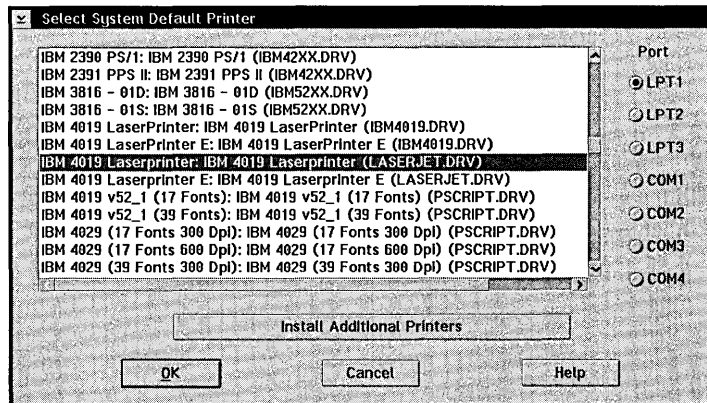 Select System Default Printer
IBM 2390 PS/1: IBM 2390 PS/1 (IBM42XX.DRV)
IBM 2391 PPS II: IBM 2391 PPS II (IBM42XX.DRV)
IBM 3816 - 01D: IBM 3816 - 01D (IBM52XX.DRV)
IBM 3816 - 01S: IBM 3816 - 01S (IBM52XX.DRV)
IBM 4019 LaserPrinter: IBM 4019 LaserPrinter (IBM4019.DRV)
IBM 4019 LaserPrinter E: IBM 4019 LaserPrinter E (IBM4019.DRV)
IBM 4019 Laserprinter: IBM 4019 Laserprinter (LASERJET.DRV)
IBM 4019 Laserprinter E: IBM 4019 Laserprinter E (LASERJET.DRV)
IBM 4019 v52_1 (17 Fonts): IBM 4019 v52_1 (17 Fonts) (PSCRIPT.DRV)
IBM 4019 v52_1 (39 Fonts): IBM 4019 v52_1 (39 Fonts) (PSCRIPT.DRV)
IBM 4029 (17 Fonts 300 Dpl): IBM 4029 (17 Fonts 300 Dpl) (PSCRIPT.DRV)
IBM 4029 (17 Fonts 600 Dpl): IBM 4029 (17 Fonts 600 Dpl) (PSCRIPT.DRV)
IBM 4029 (39 Fonts 300 Dpl): IBM 4029 (39 Fonts 300 Dpl) (PSCRIPT.DRV)
Port
LPT1
LPT2
LPT3
COM1
COM2
COM3
COM4
Install Additional Printers
OK
Cancel
Help